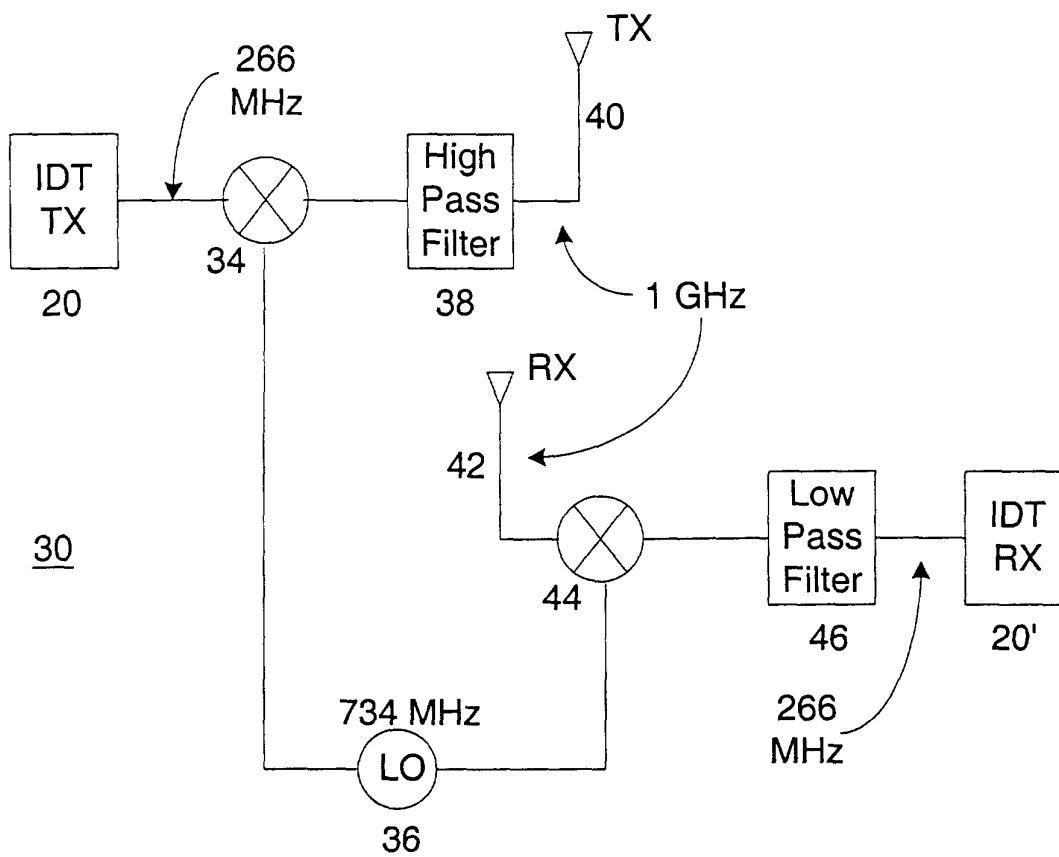 TX
266
MHz
40
IDT
TX
High
Pass
Filter
34
20
38
1 GHz
RX
42
Low
Pass
Filter
IDT
RX
30
44
46
20'
734 MHz
266
MHz
LO
36